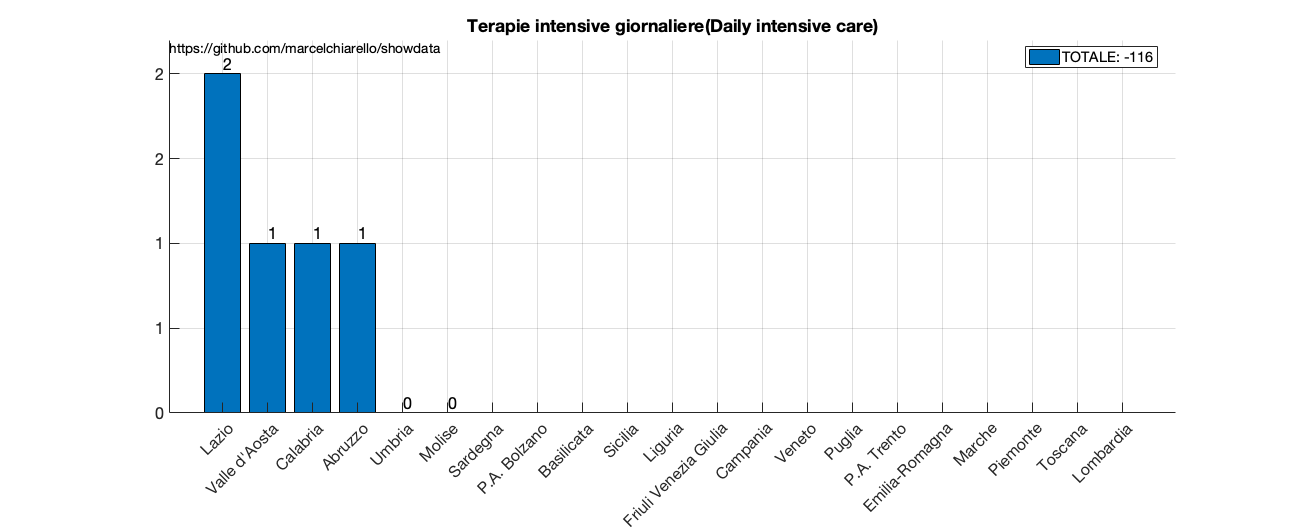 Terapie intensive giornaliere(Daily intensive care)
https://github.com/marcelchiarello/showdata
TOTALE: -116
2
2
1
1
0
2
1
1
1
0
0
Lazio
Valle d'Aosta
Calabria
Abruzzo
Umbria
Molise
Sardegna
P.A. Bolzano
Basilicata
Sicilia
Liguria
Friuli Venezia Giulia
Campania
Veneto
Puglia
P.A. Trento
Emilia-Romagna
Marche
Piemonte
Toscana
Lombardia